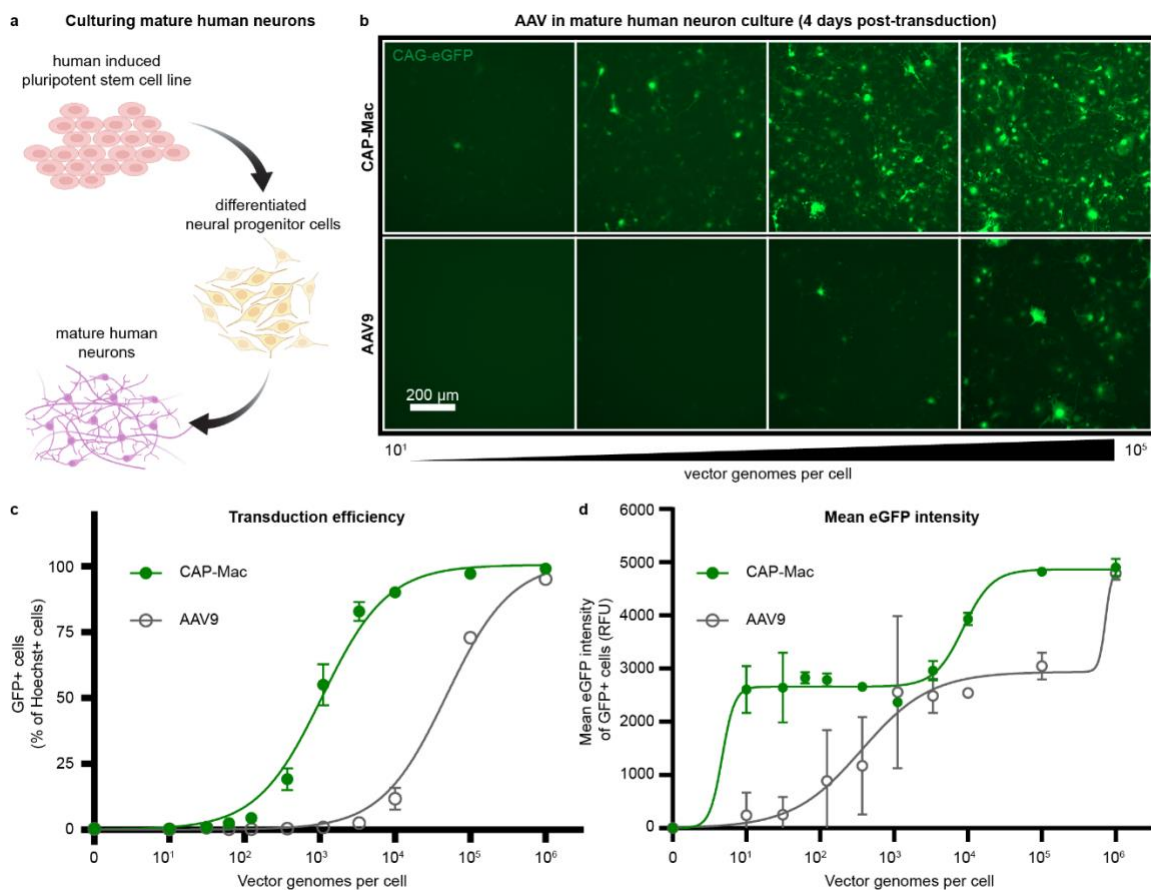 a Culturing mature human neurons
human induced
pluripotent stem cell line
differentiated
neural progenitor cells
mature human
neurons
b AAV in mature human neuron culture (4 days post-transduction)
CAG-eGFP
CAP-Mac
AAV9
200 µm
10¹ 10⁵
vector genomes per cell
c Transduction efficiency
GFP+ cells
(% of Hoechst+ cells)
100
75
50
25
0
CAP-Mac
AAV9
0 10¹ 10² 10³ 10⁴ 10⁵ 10⁶
Vector genomes per cell
d Mean eGFP intensity
Mean eGFP intensity
of GFP+ cells (RFU)
6000
5000
4000
3000
2000
1000
0
CAP-Mac
AAV9
0 10¹ 10² 10³ 10⁴ 10⁵ 10⁶
Vector genomes per cell